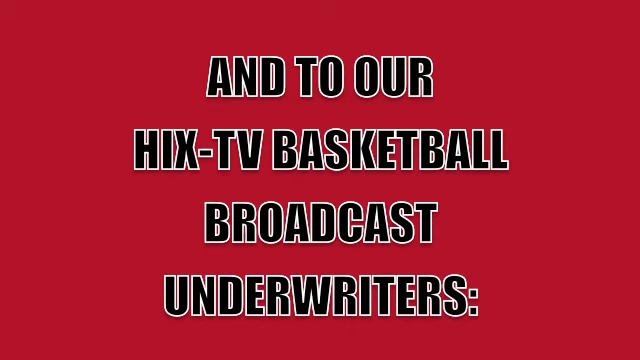 AND TO OUR
HIX-TV BASKETBALL
BROADCAST
UNDERWRITERS: